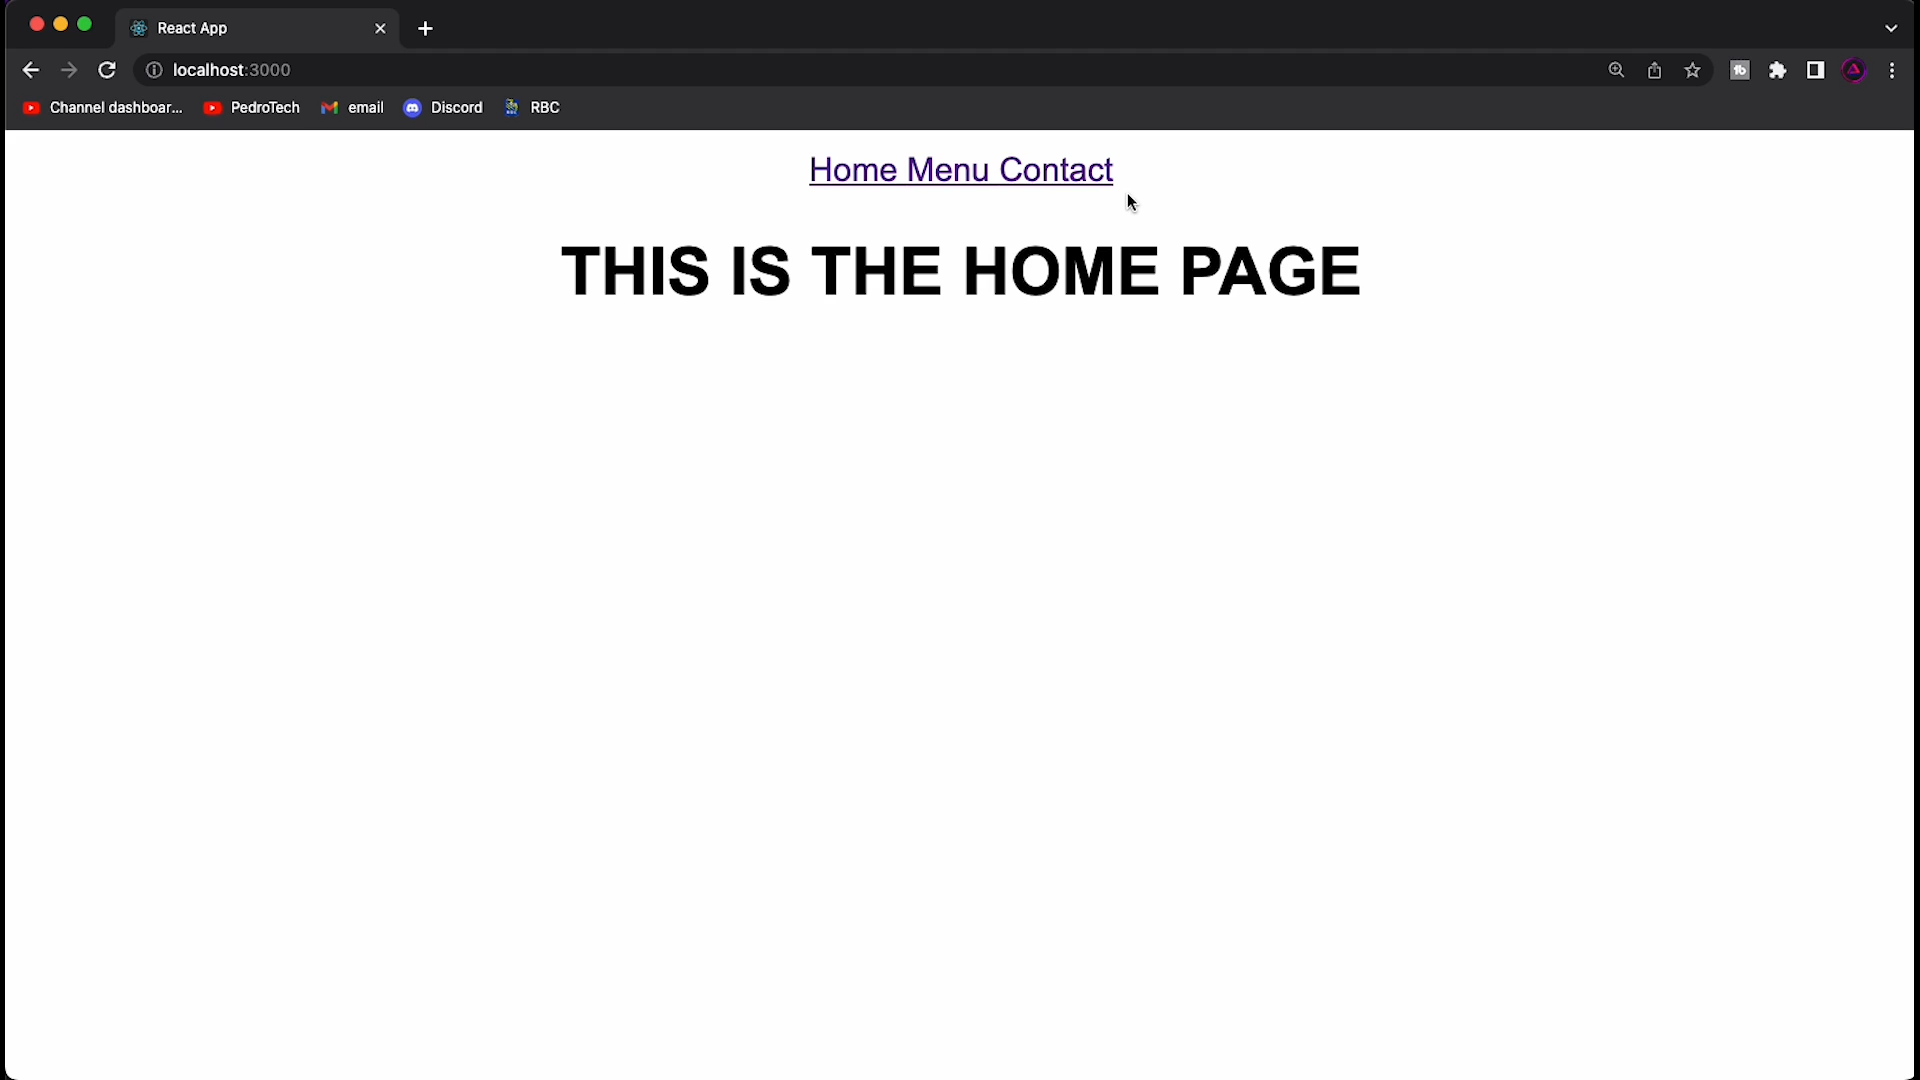 React App
localhost:3000
Channel dashboar... PedroTech email Discord RBC
Home Menu Contact
THIS IS THE HOME PAGE